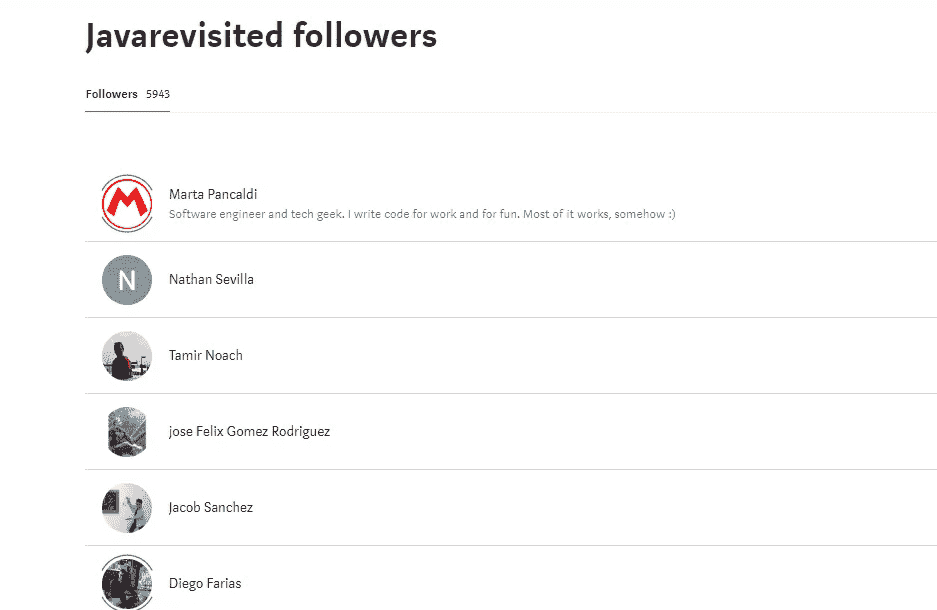 Javarevisited followers
Followers 5943
Marta Pancaldi
Software engineer and tech geek. I write code for work and for fun. Most of it works, somehow :)
N
Nathan Sevilla
Tamir Noach
jose Felix Gomez Rodriguez
Jacob Sanchez
Diego Farias